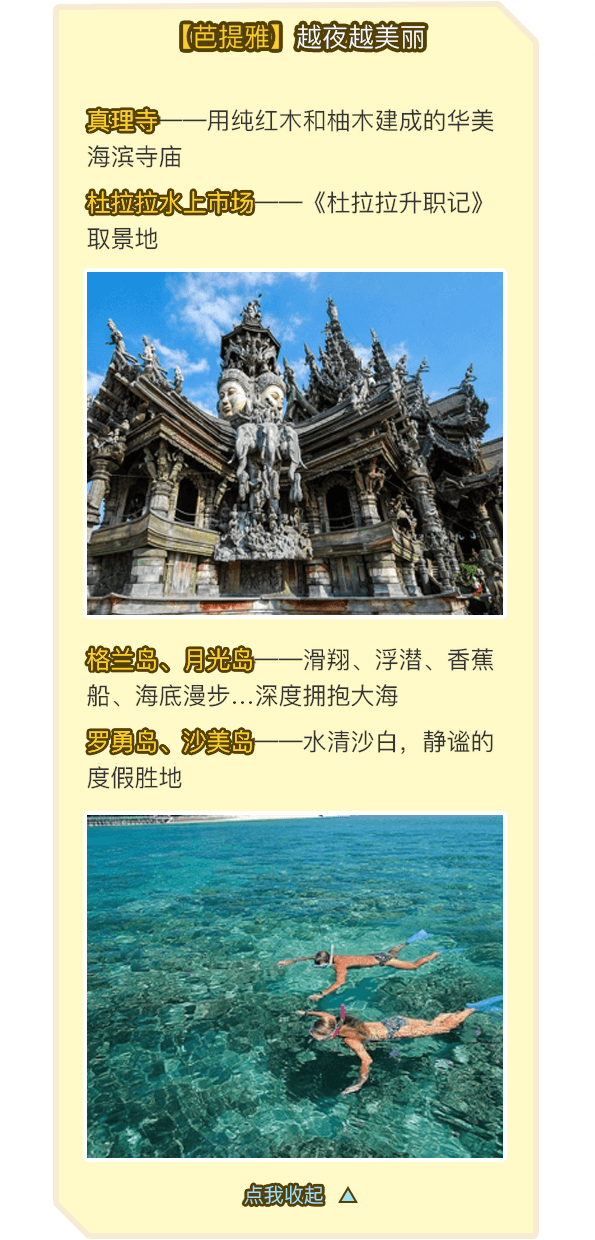 【芭提雅】越夜越美丽
真理寺——用纯红木和柚木建成的华美
海滨寺庙
杜拉拉水上市场——《杜拉拉升职记》
取景地
格兰岛、月光岛——滑翔、浮潜、香蕉
船、海底漫步...深度拥抱大海
罗勇岛、沙美岛——水清沙白，静谧的
度假胜地
点我收起